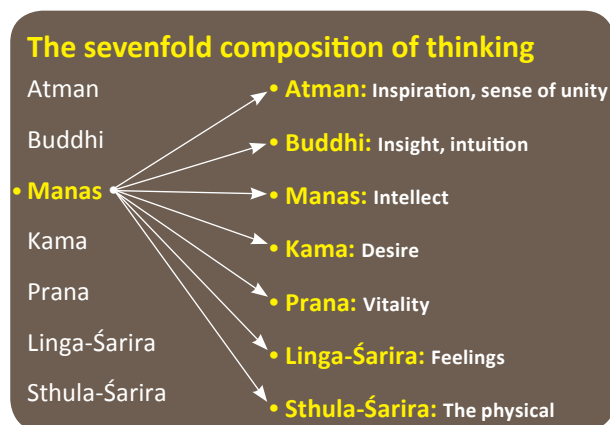 The sevenfold composition of thinking
Atman
Buddhi
• Manas
Kama
Prana
Linga-Śarira
Sthula-Śarira
• Atman: Inspiration, sense of unity
• Buddhi: Insight, intuition
• Manas: Intellect
• Kama: Desire
• Prana: Vitality
• Linga-Śarira: Feelings
• Sthula-Śarira: The physical